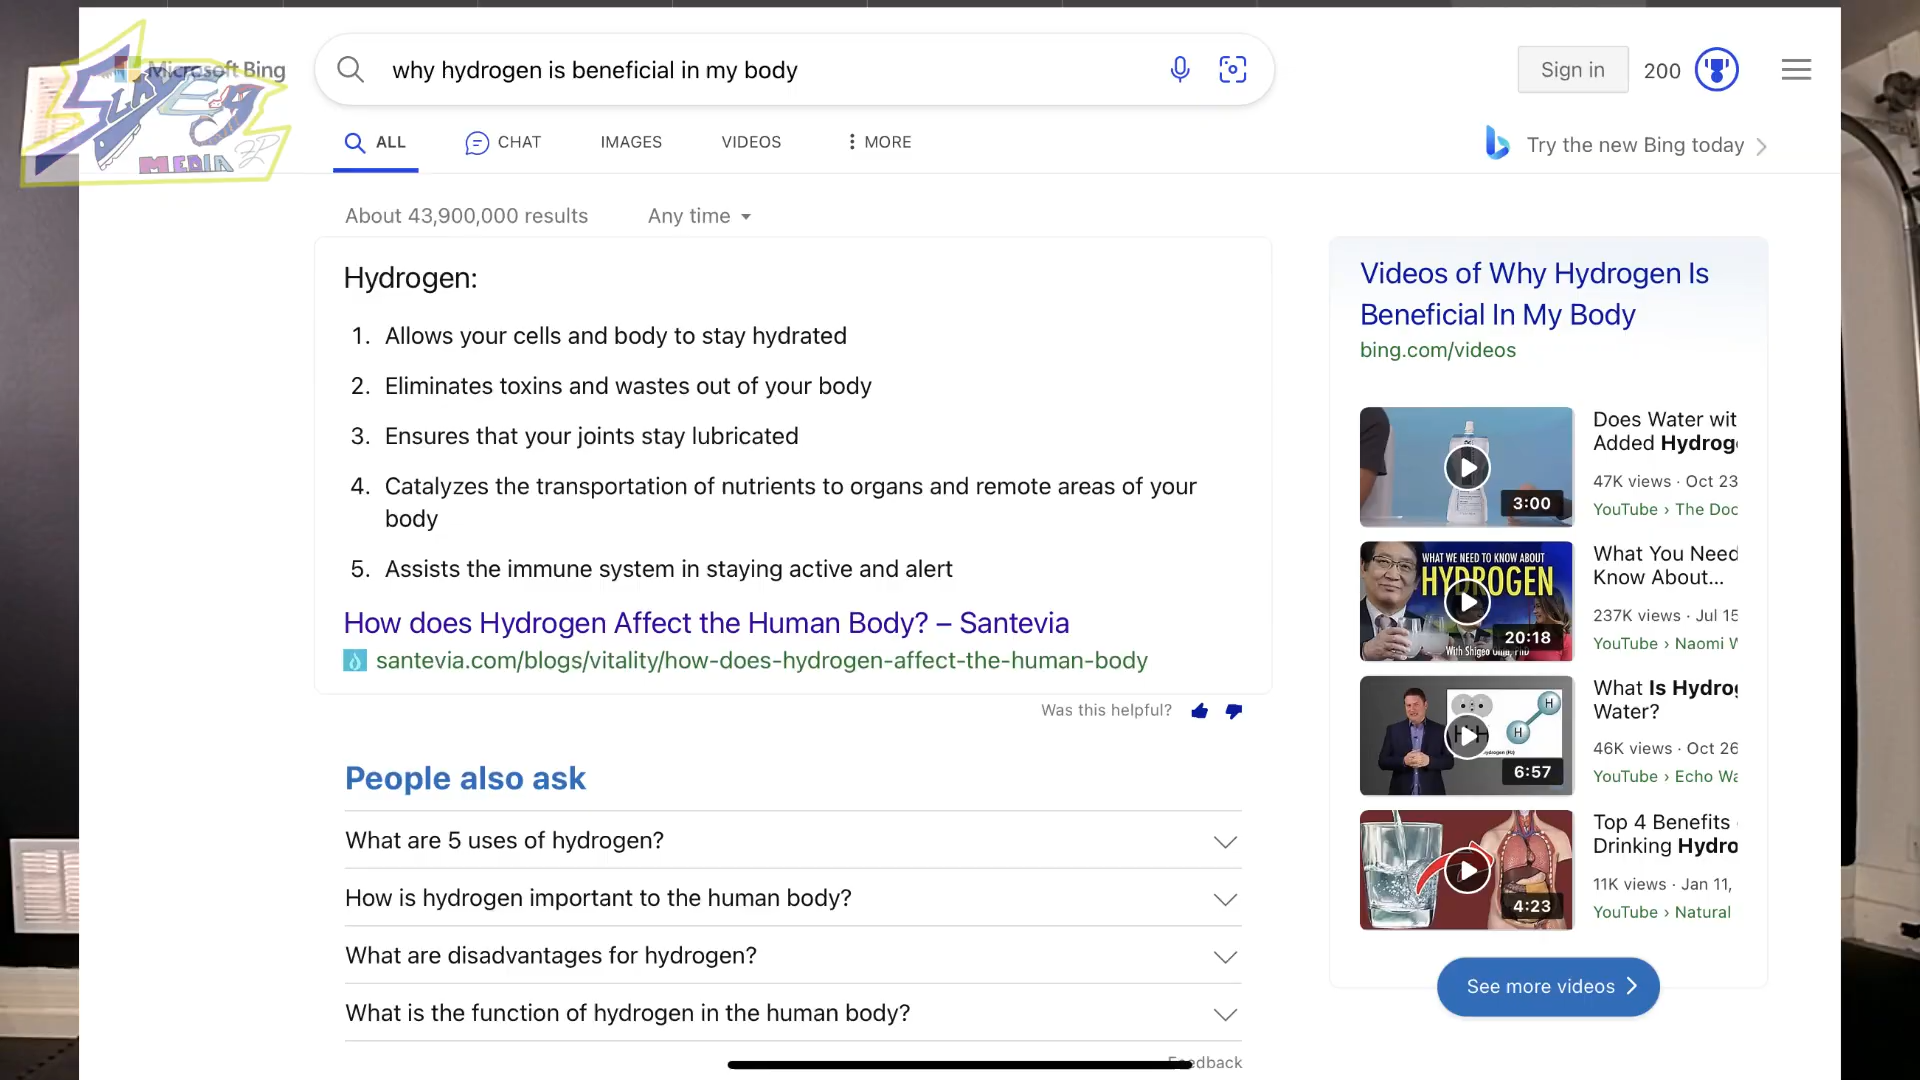 Microsoft Bing
SLAYEg
MEDIA
why hydrogen is beneficial in my body
Sign in
200
ALL
CHAT
IMAGES
VIDEOS
MORE
Try the new Bing today
About 43,900,000 results
Any time
Hydrogen:
1. Allows your cells and body to stay hydrated
2. Eliminates toxins and wastes out of your body
3. Ensures that your joints stay lubricated
4. Catalyzes the transportation of nutrients to organs and remote areas of your
body
5. Assists the immune system in staying active and alert
How does Hydrogen Affect the Human Body? – Santevia
santevia.com/blogs/vitality/how-does-hydrogen-affect-the-human-body
Was this helpful?
People also ask
What are 5 uses of hydrogen?
How is hydrogen important to the human body?
What are disadvantages for hydrogen?
What is the function of hydrogen in the human body?
Videos of Why Hydrogen Is
Beneficial In My Body
bing.com/videos
3:00
Does Water wit
Added Hydrog
47K views · Oct 23
YouTube › The Doc
WHAT WE NEED TO KNOW ABOUT
HYDROGEN
20:18
What You Need
Know About...
237K views · Jul 15
YouTube › Naomi W
H
H
6:57
What Is Hydrog
Water?
46K views · Oct 26
YouTube › Echo Wa
4:23
Top 4 Benefits
Drinking Hydro
11K views · Jan 11,
YouTube › Natural
See more videos